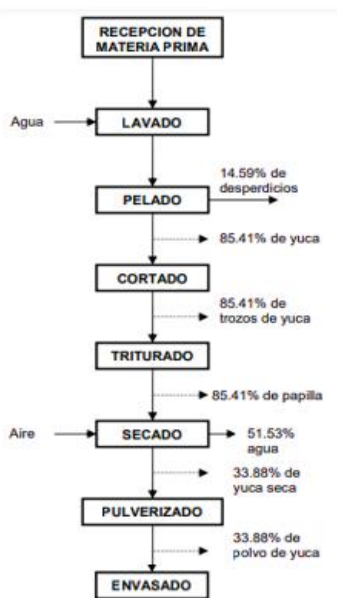 RECEPCION DE
MATERIA PRIMA
Agua
LAVADO
14.59% de
desperdicios
PELADO
85.41% de yuca
CORTADO
85.41% de
trozos de yuca
TRITURADO
85.41% de papilla
Aire
SECADO
51.53%
agua
33.88% de
yuca seca
PULVERIZADO
33.88% de
polvo de yuca
ENVASADO